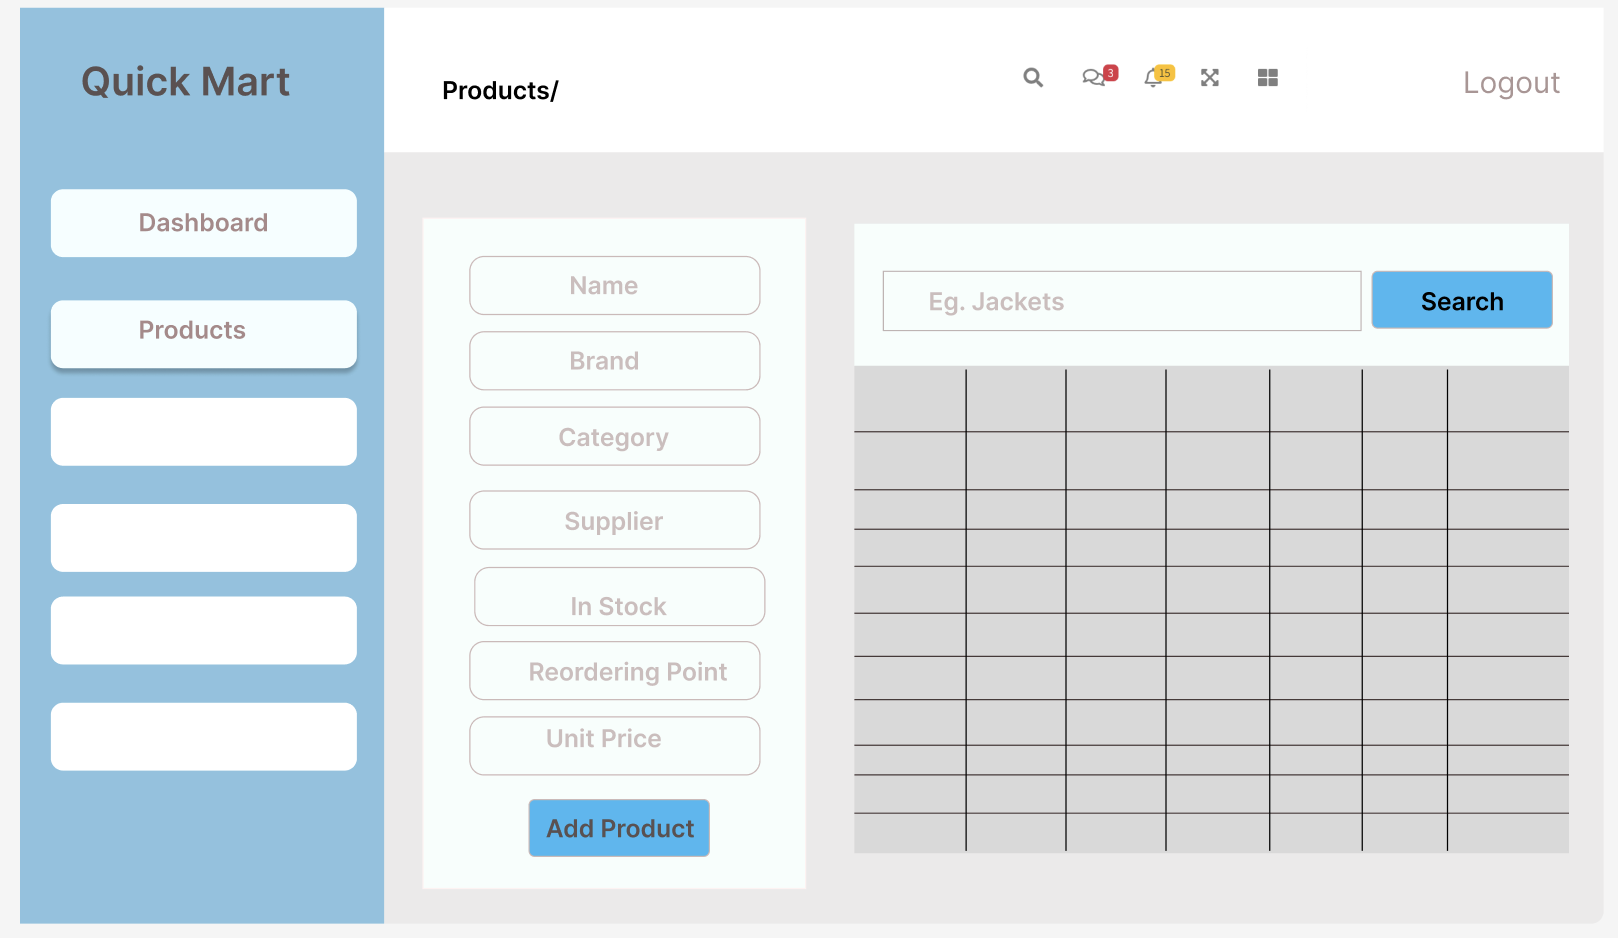 Quick Mart
Products/
3
15
Logout
Dashboard
Products
Name
Brand
Category
Supplier
In Stock
Reordering Point
Unit Price
Add Product
Eg. Jackets
Search